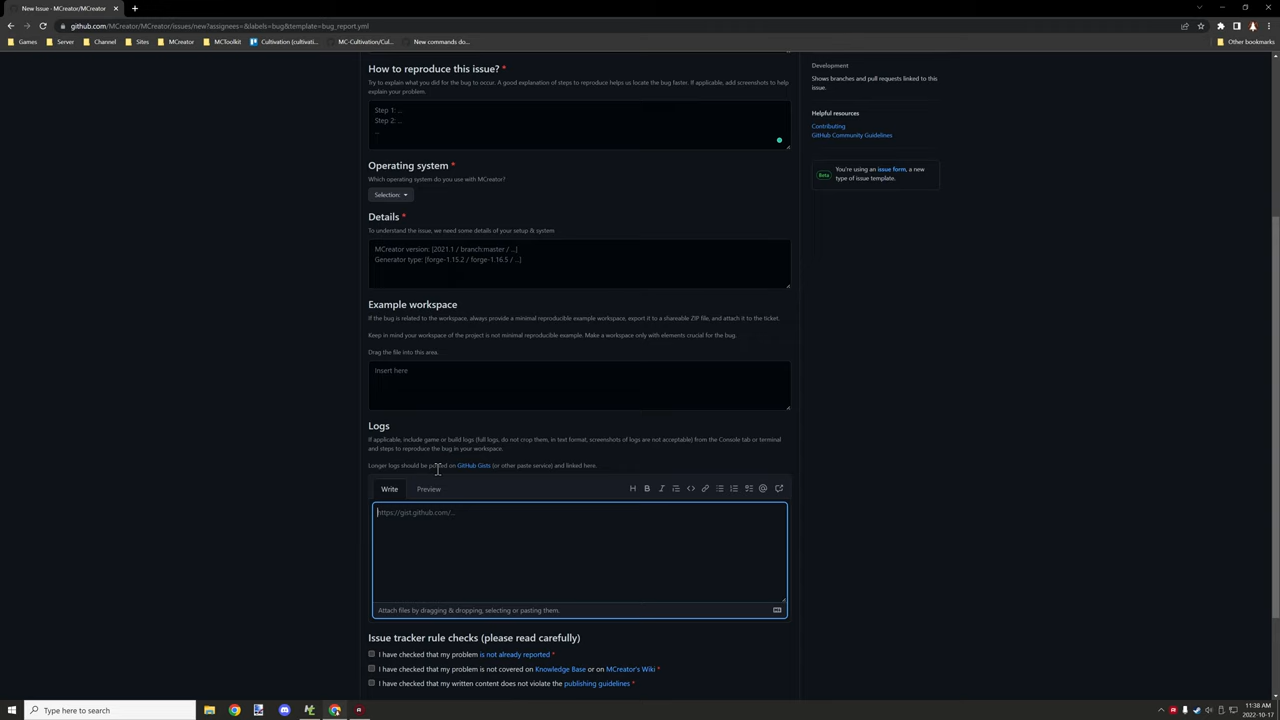 New Issue · MCreator/MCreator
github.com/MCreator/MCreator/issues/new?assignees=&labels=bug&template=bug_report.yml
Games
Server
Channel
Sites
MCreator
MCToolkit
Cultivation (cultivati...
MC-Cultivation/Cul...
New commands do...
Other bookmarks
How to reproduce this issue? *
Try to explain what you did for the bug to occur. A good explanation of steps to reproduce helps us locate the bug faster. If applicable, add screenshots to help
explain your problem.
Step 1: ...
Step 2: ...
...
Operating system *
Which operating system do you use with MCreator?
Selection:
Details *
To understand the issue, we need some details of your setup & system
MCreator version: [2021.1 / branch:master / ...]
Generator type: [forge-1.15.2 / forge-1.16.5 / ...]
Example workspace
If the bug is related to the workspace, always provide a minimal reproducible example workspace, export it to a shareable ZIP file, and attach it to the ticket.
Keep in mind your workspace of the project is not minimal reproducible example. Make a workspace only with elements crucial for the bug.
Drag the file into this area.
Insert here
Logs
If applicable, include game or build logs (full logs, do not crop them, in text format, screenshots of logs are not acceptable) from the Console tab or terminal
and steps to reproduce the bug in your workspace.
Longer logs should be posted on GitHub Gists (or other paste service) and linked here.
Write
Preview
https://gist.github.com/...
Attach files by dragging & dropping, selecting or pasting them.
Issue tracker rule checks (please read carefully)
I have checked that my problem is not already reported *
I have checked that my problem is not covered on Knowledge Base or on MCreator's Wiki *
I have checked that my written content does not violate the publishing guidelines *
Development
Shows branches and pull requests linked to this
issue.
Helpful resources
Contributing
GitHub Community Guidelines
Beta
You're using an issue form, a new
type of issue template.
Type here to search
11:38 AM
2022-10-17